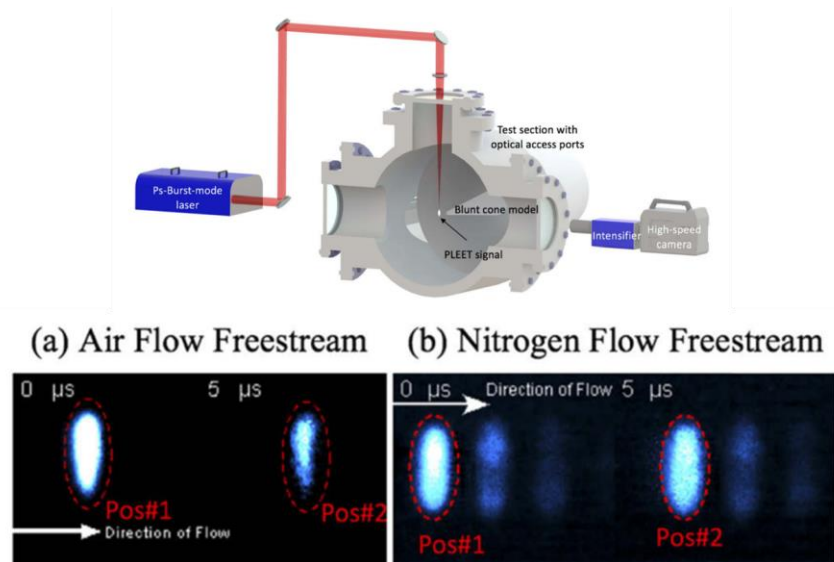 Test section with
optical access ports
Ps-Burst-mode
laser
Blunt cone model
PLEET signal
Intensifier
High-speed
camera
(a) Air Flow Freestream
(b) Nitrogen Flow Freestream
0 µs
5 µs
Pos#1
Pos#2
Direction of Flow
0 µs
Direction of Flow
5 µs
Pos#1
Pos#2